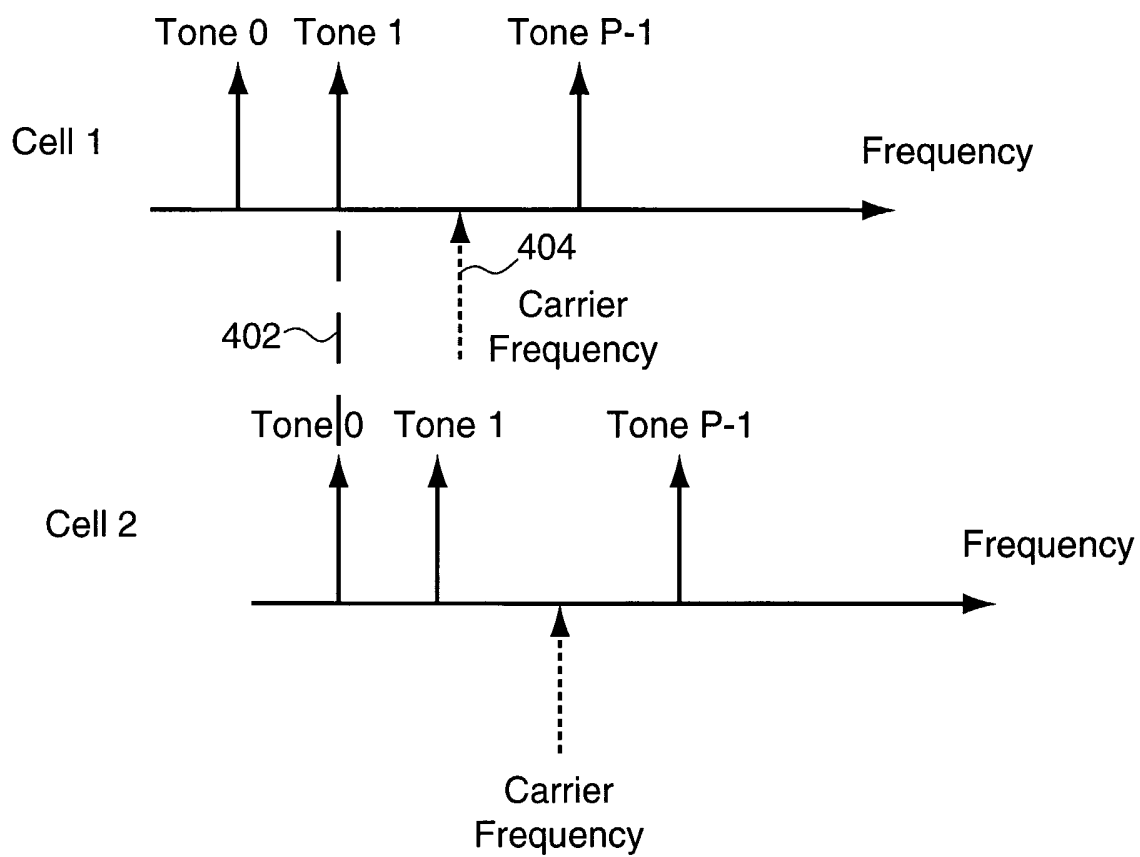 Tone 0 Tone 1 Tone P-1
Cell 1
Frequency
404
Carrier
Frequency
402
Tone 0 Tone 1 Tone P-1
Cell 2
Frequency
Carrier
Frequency